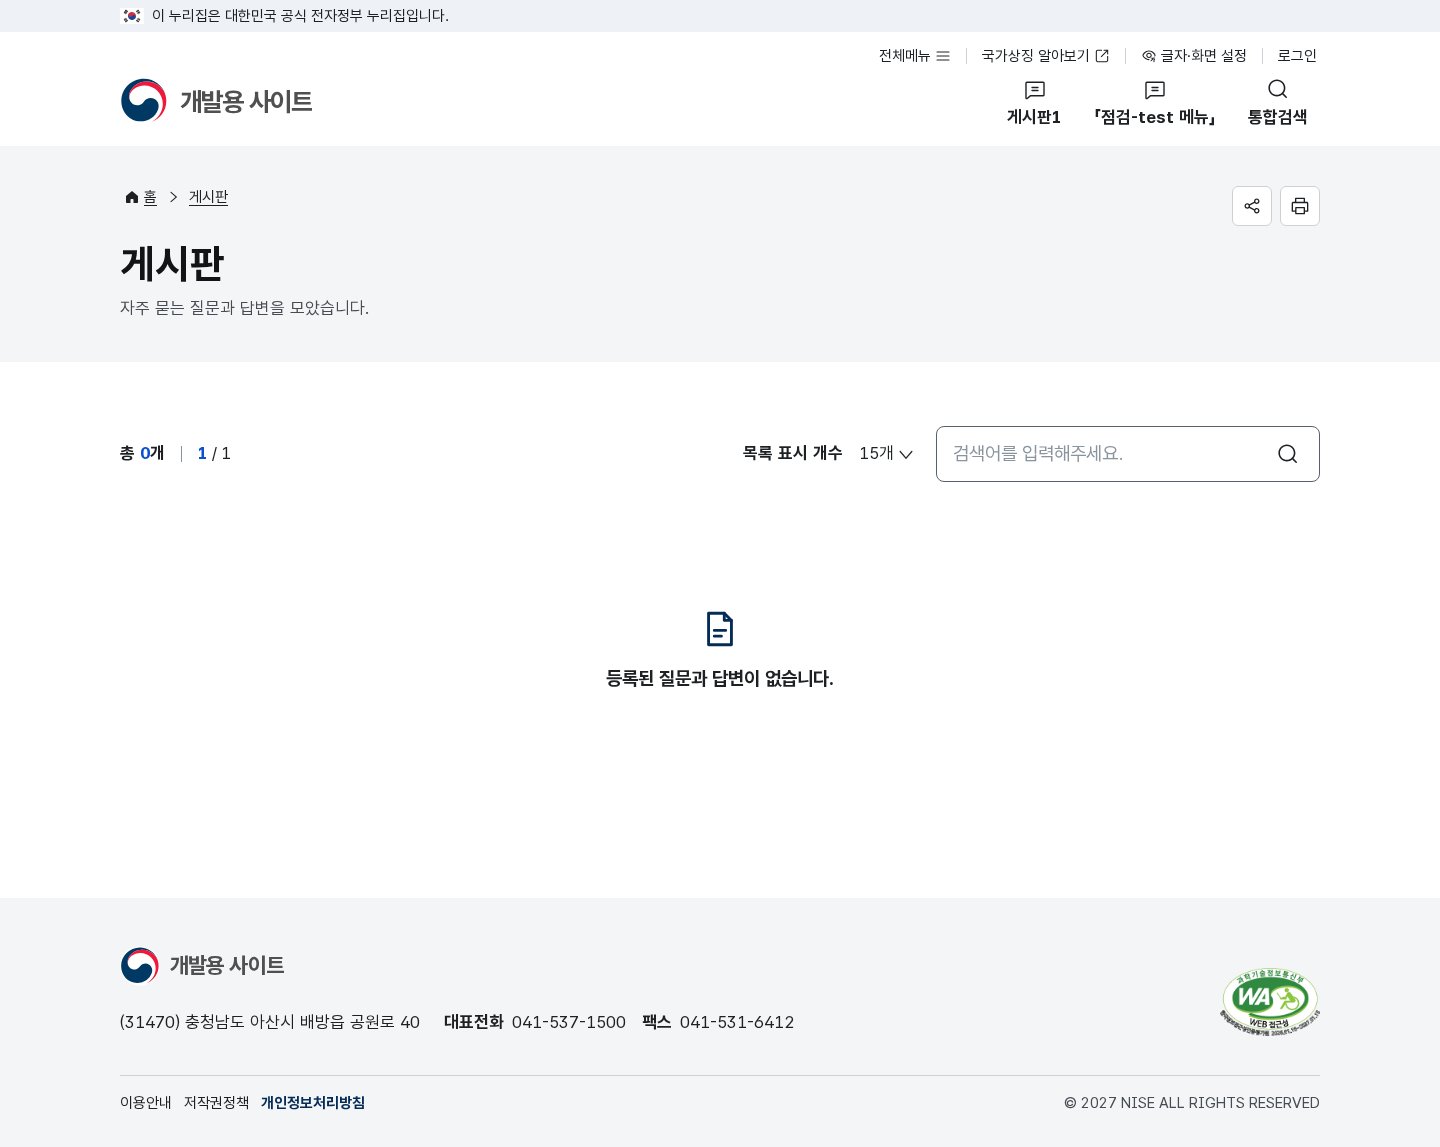 이 누리집은 대한민국 공식 전자정부 누리집입니다.
전체메뉴
국가상징 알아보기
글자·화면 설정
로그인
개발용 사이트
게시판1
『점검-test 메뉴』
통합검색
홈
게시판
게시판
자주 묻는 질문과 답변을 모았습니다.
총 0개
1 / 1
목록 표시 개수
15개
검색어를 입력해주세요.
등록된 질문과 답변이 없습니다.
개발용 사이트
(31470) 충청남도 아산시 배방읍 공원로 40 대표전화 041-537-1500 팩스 041-531-6412
과학기술정보통신부
WA
WEB 접근성
이용안내
저작권정책
개인정보처리방침
© 2027 NISE ALL RIGHTS RESERVED